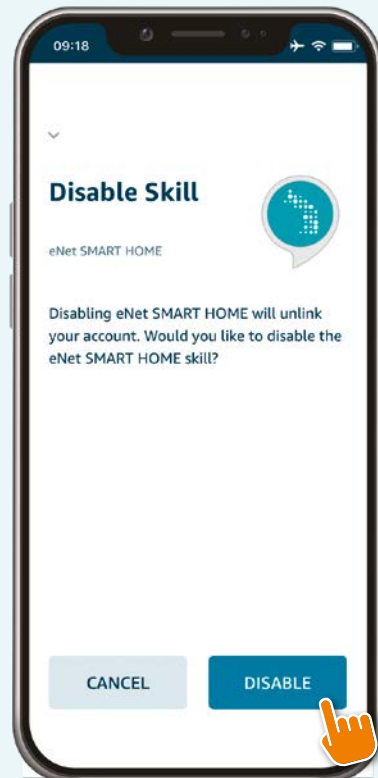 09:18
Disable Skill
eNet SMART HOME
Disabling eNet SMART HOME will unlink
your account. Would you like to disable the
eNet SMART HOME skill?
CANCEL
DISABLE